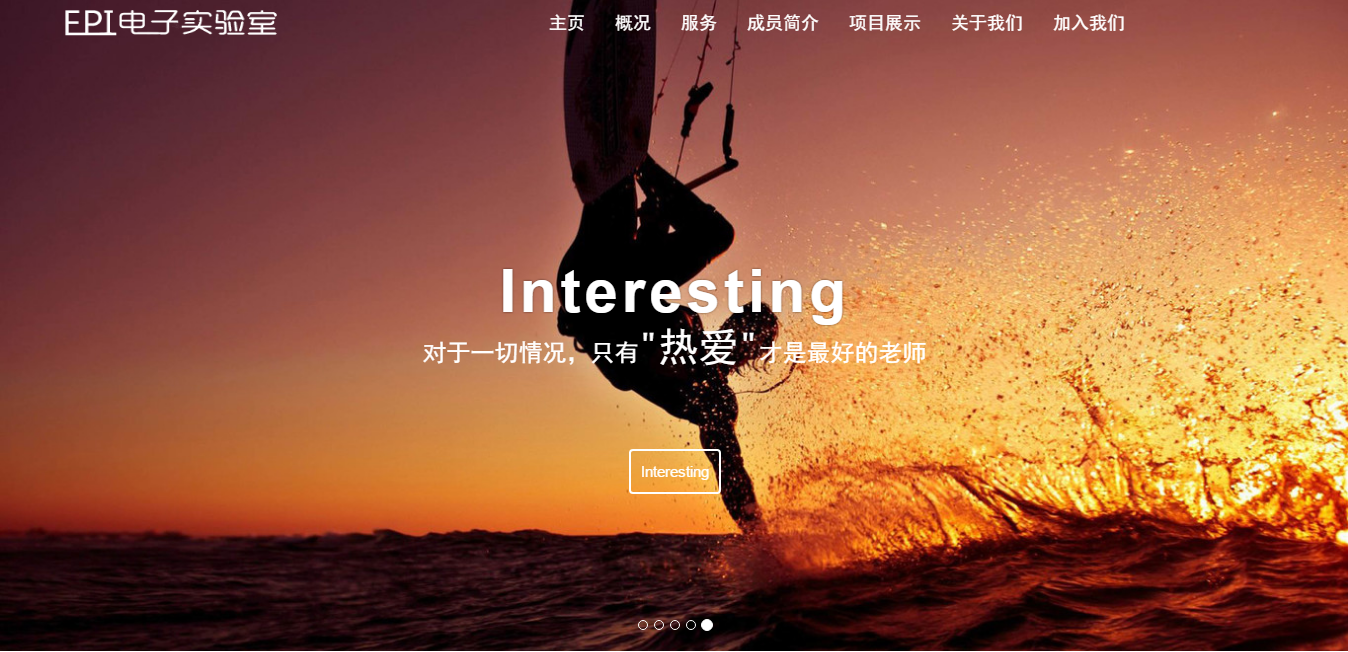 EPI电子实验室
主页 概况 服务 成员简介 项目展示 关于我们 加入我们
Interesting
对于一切情况，只有"热爱"才是最好的老师
Interesting